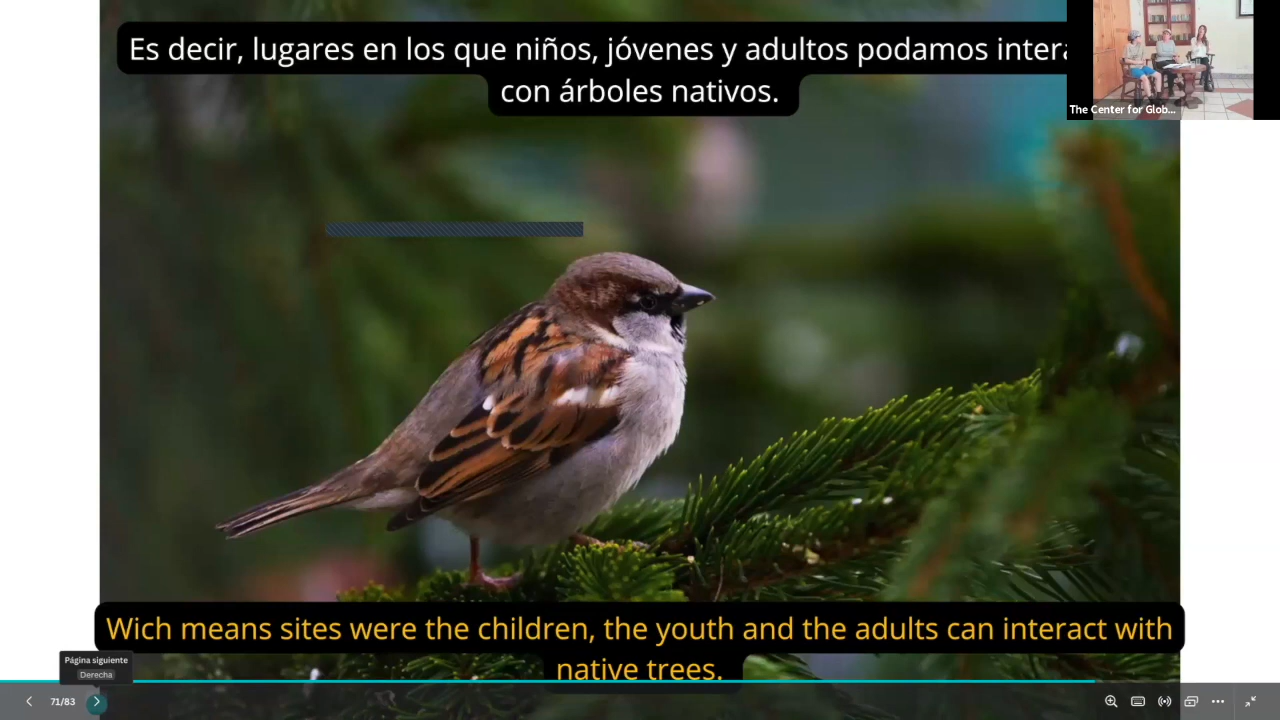 Es decir, lugares en los que niños, jóvenes y adultos podamos
con árboles nativos.
The Center for Glob...
Wich means sites were the children, the youth and the adults can interact with
native trees.
Página siguiente
Derecha
71/83